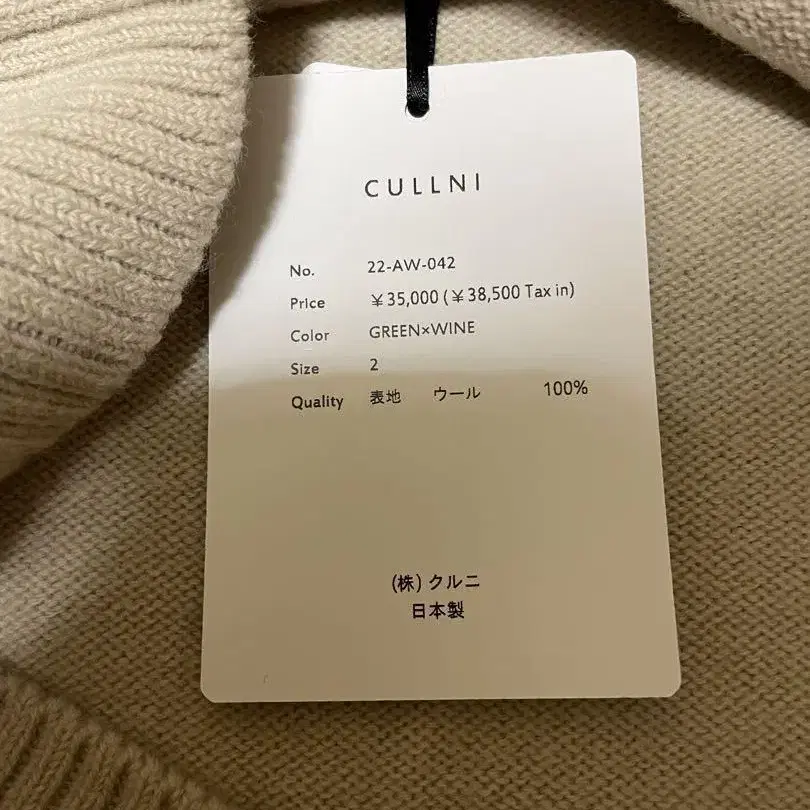 CULLNI
No. 22-AW-042
Price ¥35,000 (¥38,500 Tax in)
Color GREEN×WINE
Size 2
Quality 表地 ウール 100%
(株) クルニ
日本製